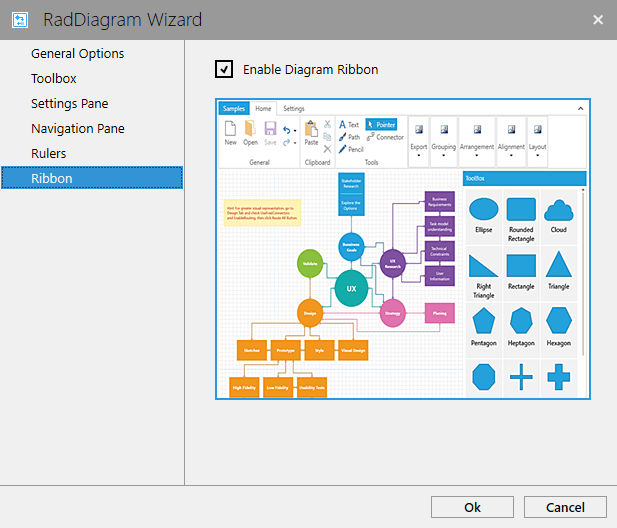 RadDiagram Wizard
General Options
Toolbox
Settings Pane
Navigation Pane
Rulers
Ribbon
Enable Diagram Ribbon
Samples Home Settings
New Open Save Paste
Text Pointer
Path Connector
Pencil
Export Grouping Arrangement Alignment Layout
General Clipboard Tools
ToolBox
Stakeholder
Research
Explore the
Options
Hint: For greater visual representation, go to
Design Tab and check UseFreeConnectors
and EnableRouting, then click Route All Button.
Business
Goals
Business
Requirements
Task model
understanding
Technical
Constraints
User
Information
UX
Research
Validate
UX
Design
Strategy
Planing
Sketches Prototype Style Visual Design
High Fidelity Low Fidelity Usability Tests
Ellipse
Rounded
Rectangle
Cloud
Right
Triangle
Rectangle
Triangle
Pentagon
Heptagon
Hexagon
Ok
Cancel